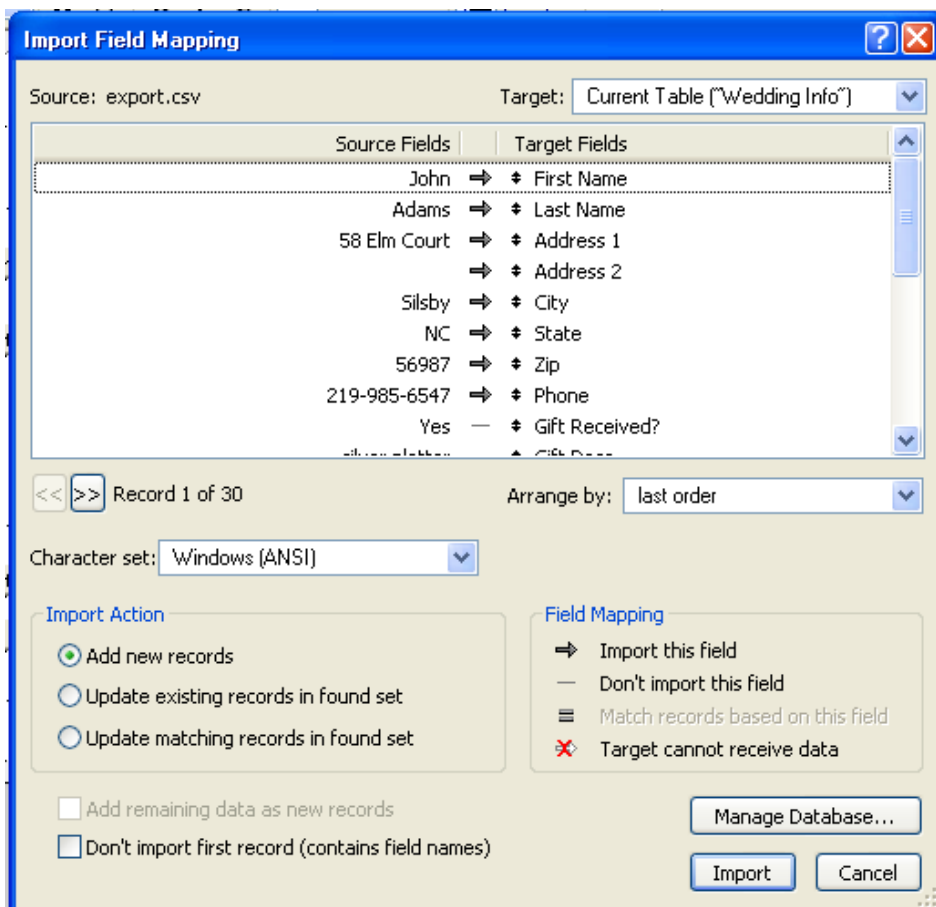 Import Field Mapping
Source: export.csv Target: Current Table ("Wedding Info")
Source Fields Target Fields
John First Name
Adams Last Name
58 Elm Court Address 1
Address 2
Silsby City
NC State
56987 Zip
219-985-6547 Phone
Yes — Gift Received?
<< >> Record 1 of 30 Arrange by: last order
Character set: Windows (ANSI)
Import Action
Add new records
Update existing records in found set
Update matching records in found set
Field Mapping
Import this field
— Don't import this field
Match records based on this field
Target cannot receive data
Add remaining data as new records
Don't import first record (contains field names)
Manage Database...
Import Cancel